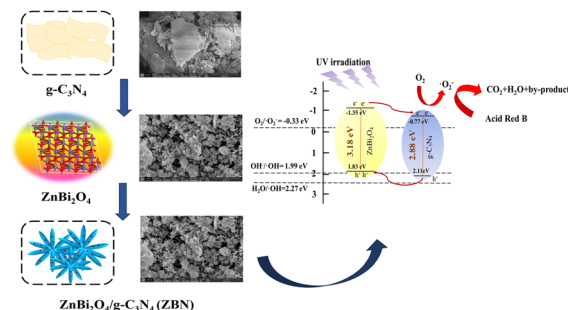 g-C₃N₄
ZnBi₂O₄
ZnBi₂O₄/g-C₃N₄ (ZBN)
UV irradiation
O₂
·O₂⁻
CO₂+H₂O+by-product
Acid Red B
-2
-1
0
1
2
3
O₂/·O₂⁻= -0.33 eV
OH⁻/·OH= 1.99 eV
H₂O/·OH=2.27 eV
e⁻ e⁻
-1.35 eV
3.18 eV
ZnBi₂O₄
1.83 eV
h⁺ h⁺
e⁻ e⁻
-0.77 eV
2.88 eV
g-C₃N₄
2.11eV
h⁺